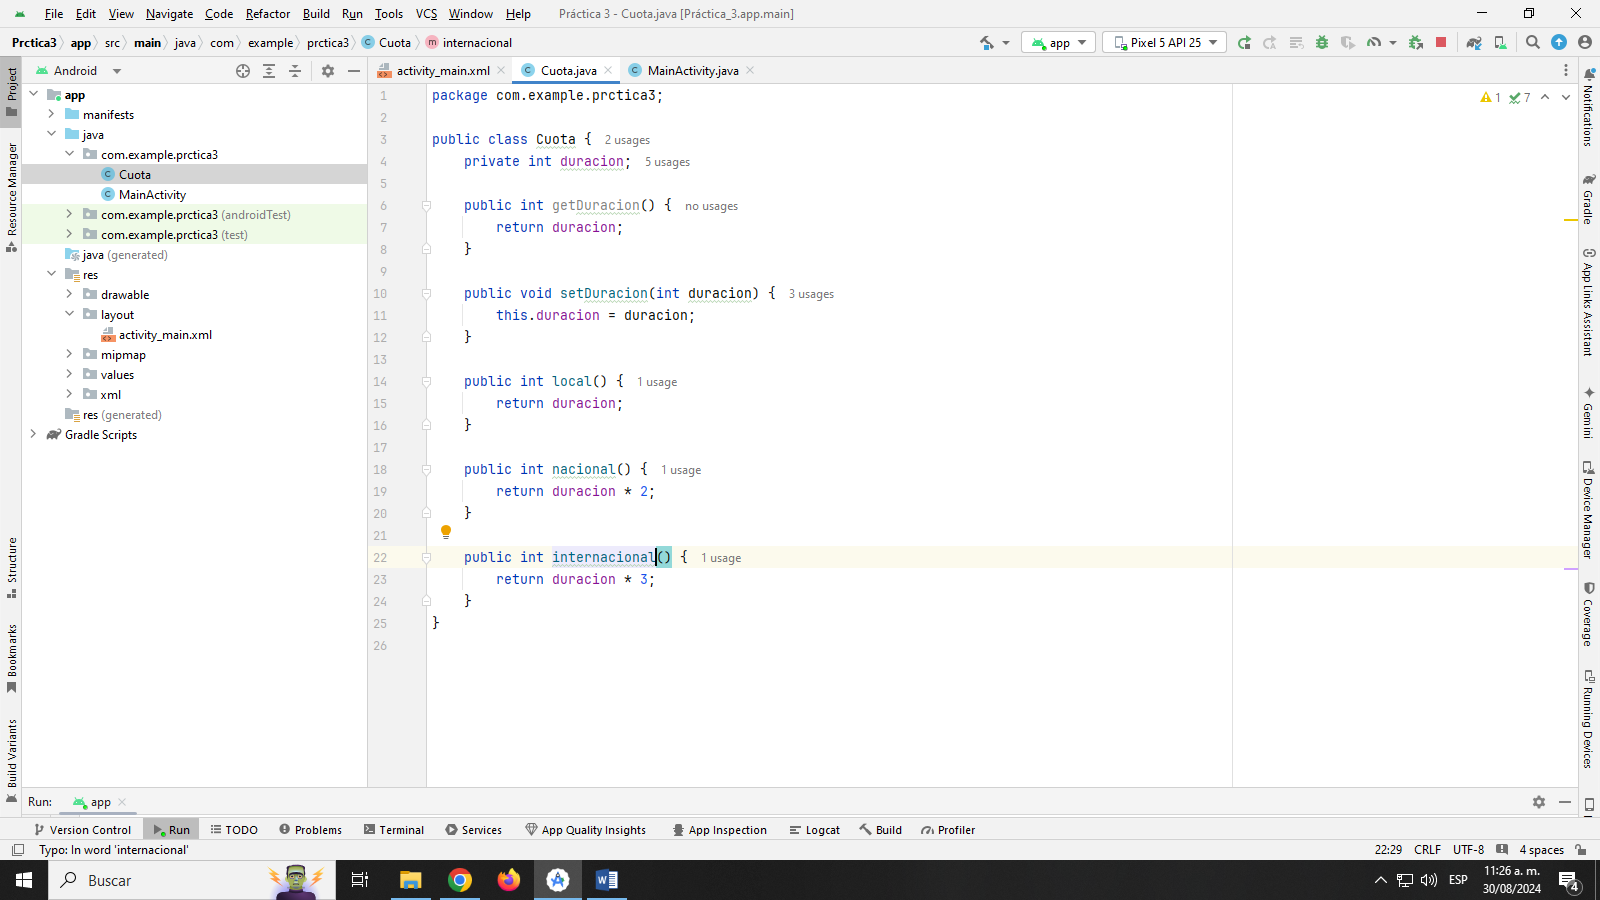 File Edit View Navigate Code Refactor Build Run Tools VCS Window Help Práctica 3 - Cuota.java [Práctica_3.app.main]
Prctica3 app src main java com example prctica3 Cuota internacional app Pixel 5 API 25
Android activity_main.xml Cuota.java MainActivity.java
Project
Resource Manager
Structure
Bookmarks
Build Variants
app
manifests
java
com.example.prctica3
Cuota
MainActivity
com.example.prctica3 (androidTest)
com.example.prctica3 (test)
java (generated)
res
drawable
layout
activity_main.xml
mipmap
values
xml
res (generated)
Gradle Scripts
1 package com.example.prctica3;
2
3 public class Cuota { 2 usages
4 private int duracion; 5 usages
5
6 public int getDuracion() { no usages
7 return duracion;
8 }
9
10 public void setDuracion(int duracion) { 3 usages
11 this.duracion = duracion;
12 }
13
14 public int local() { 1 usage
15 return duracion;
16 }
17
18 public int nacional() { 1 usage
19 return duracion * 2;
20 }
21
22 public int internacional() { 1 usage
23 return duracion * 3;
24 }
25 }
26
1 7
Notifications
Gradle
App Links Assistant
Gemini
Device Manager
Coverage
Running Devices
Run: app
Version Control Run TODO Problems Terminal Services App Quality Insights App Inspection Logcat Build Profiler
Typo: In word 'internacional' 22:29 CRLF UTF-8 4 spaces
Buscar ESP 11:26 a. m.
30/08/2024 4